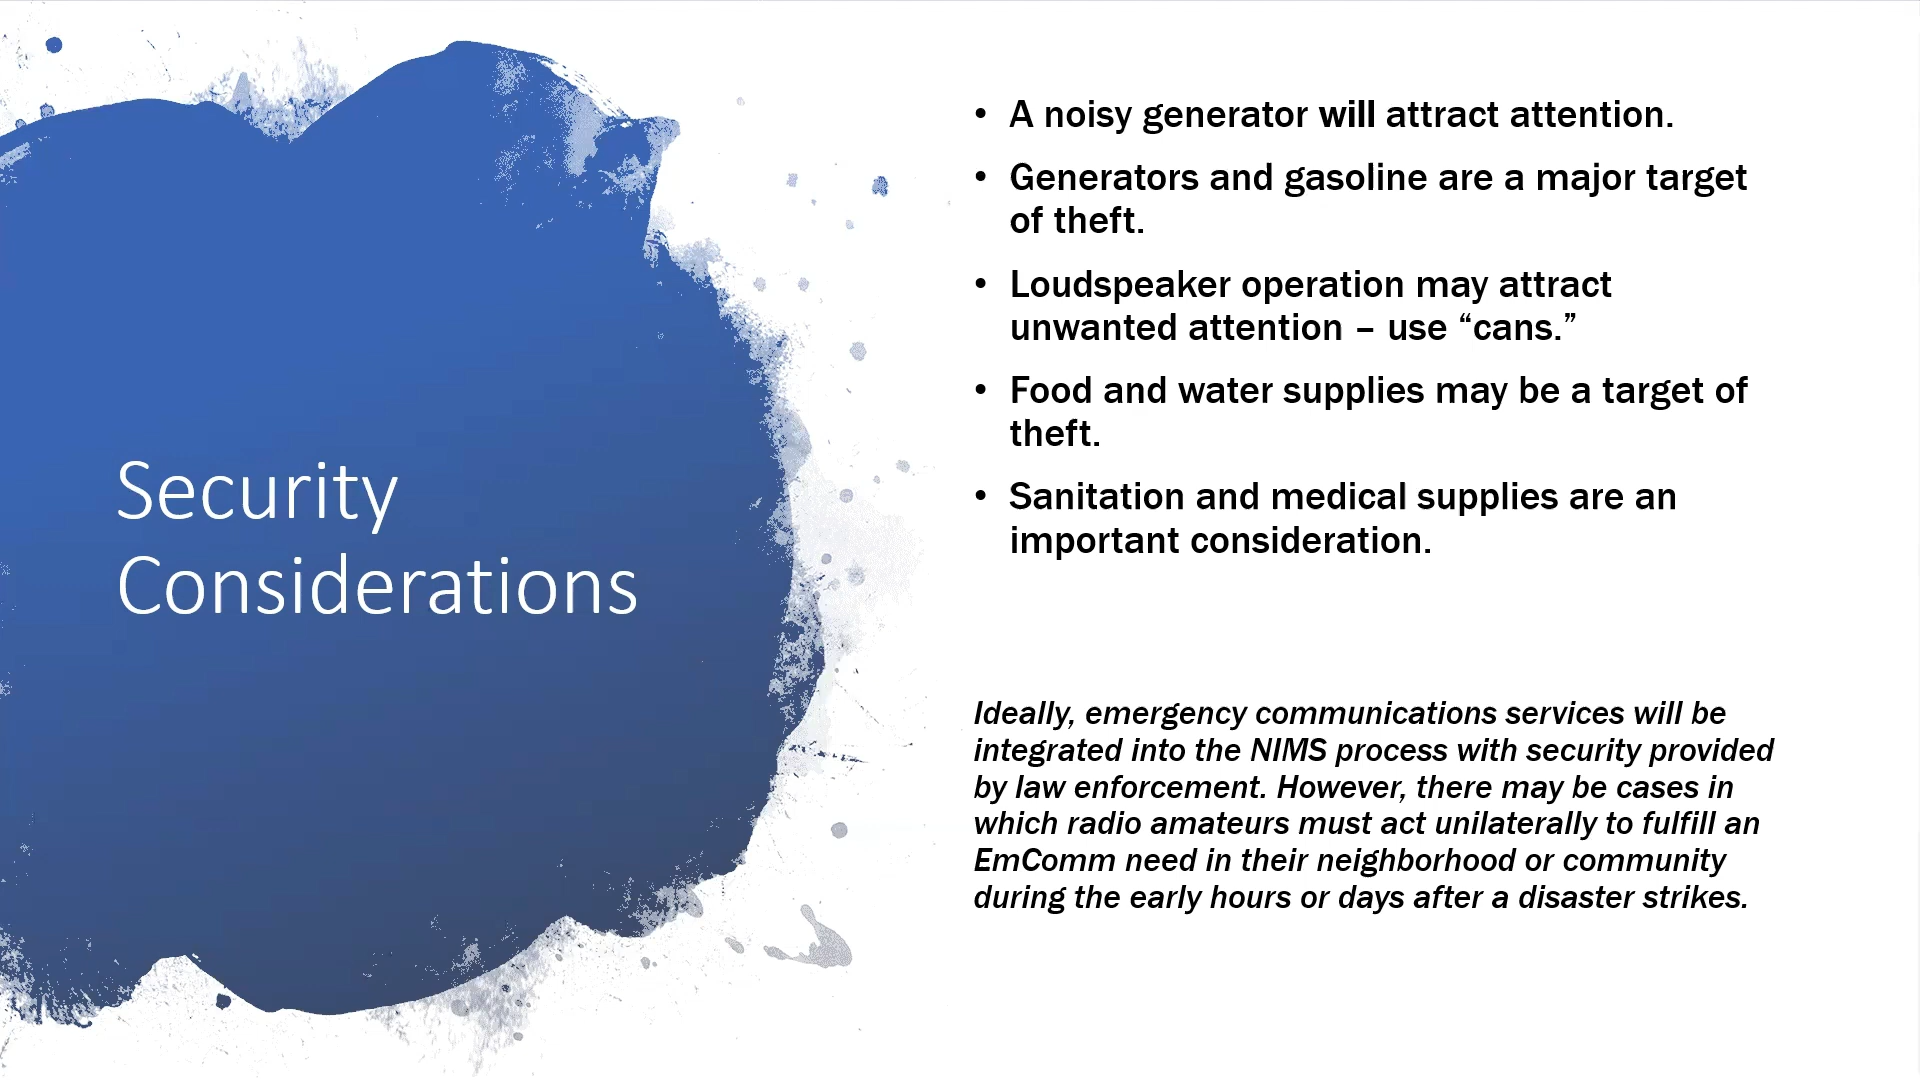 Security
Considerations
• A noisy generator will attract attention.
• Generators and gasoline are a major target
of theft.
• Loudspeaker operation may attract
unwanted attention – use “cans.”
• Food and water supplies may be a target of
theft.
• Sanitation and medical supplies are an
important consideration.
Ideally, emergency communications services will be
integrated into the NIMS process with security provided
by law enforcement. However, there may be cases in
which radio amateurs must act unilaterally to fulfill an
EmComm need in their neighborhood or community
during the early hours or days after a disaster strikes.